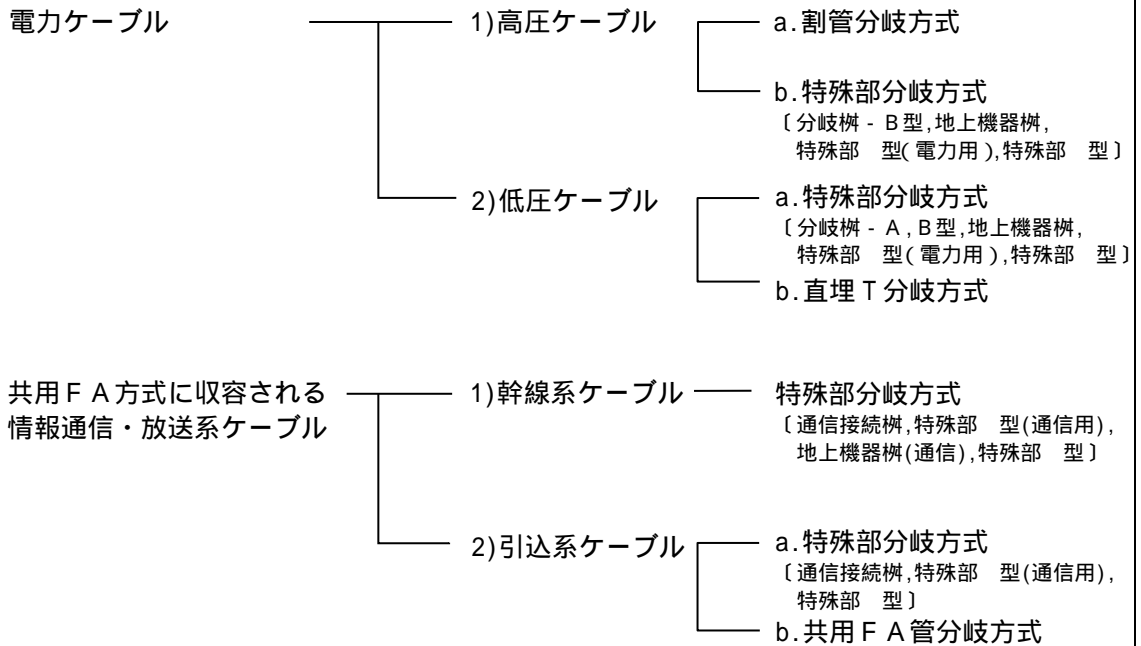 電力ケーブル
1)高圧ケーブル
a.割管分岐方式
b.特殊部分岐方式
〔分岐桝 - B型,地上機器桝,
特殊部　型(電力用),特殊部　型〕
2)低圧ケーブル
a.特殊部分岐方式
〔分岐桝 - A,B型,地上機器桝,
特殊部　型(電力用),特殊部　型〕
b.直埋T分岐方式
共用FA方式に収容される
情報通信・放送系ケーブル
1)幹線系ケーブル
特殊部分岐方式
〔通信接続桝,特殊部　型(通信用),
地上機器桝(通信),特殊部　型〕
2)引込系ケーブル
a.特殊部分岐方式
〔通信接続桝,特殊部　型(通信用),
特殊部　型〕
b.共用FA管分岐方式